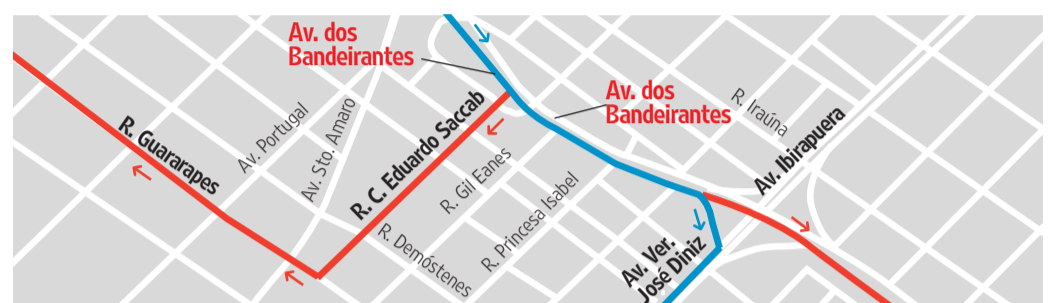 Av. dos
Bandeirantes
Av. dos
Bandeirantes
R. Guararapes
Av. Portugal
Av. Sto. Amaro
R. C. Eduardo Saccab
R. Gil Eanes
R. Princesa Isabel
R. Demóstenes
R. Iraúna
Av. Ibirapuera
Av. Ver.
José Diniz